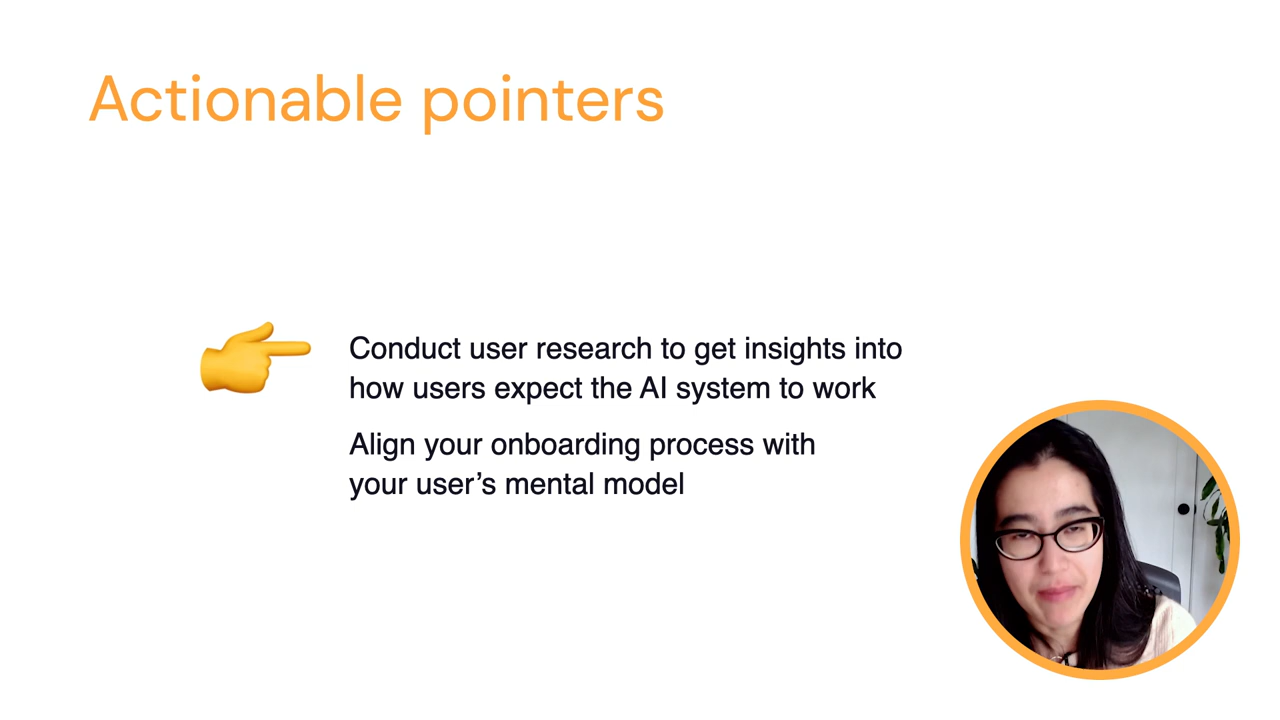 Actionable pointers
Conduct user research to get insights into
how users expect the AI system to work
Align your onboarding process with
your user’s mental model